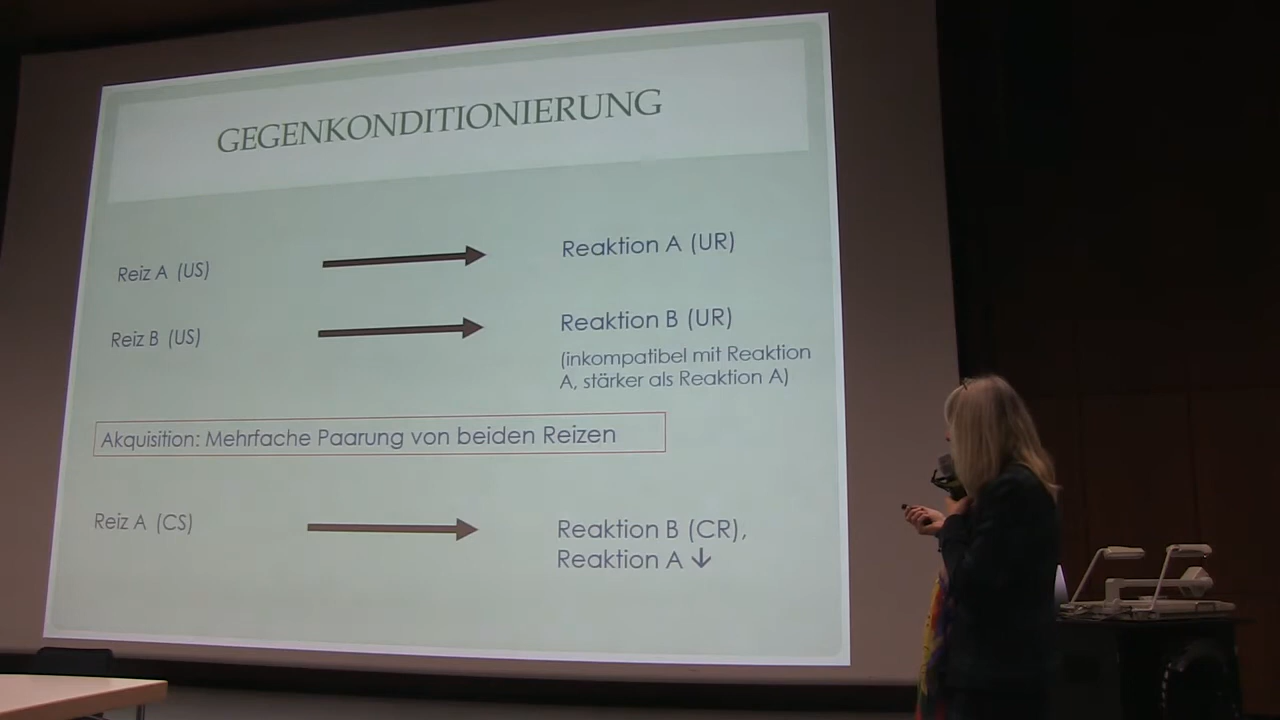 GEGENKONDITIONIERUNG
Reiz A (US)
Reaktion A (UR)
Reiz B (US)
Reaktion B (UR)
(inkompatibel mit Reaktion
A, stärker als Reaktion A)
Akquisition: Mehrfache Paarung von beiden Reizen
Reiz A (CS)
Reaktion B (CR),
Reaktion A ↓